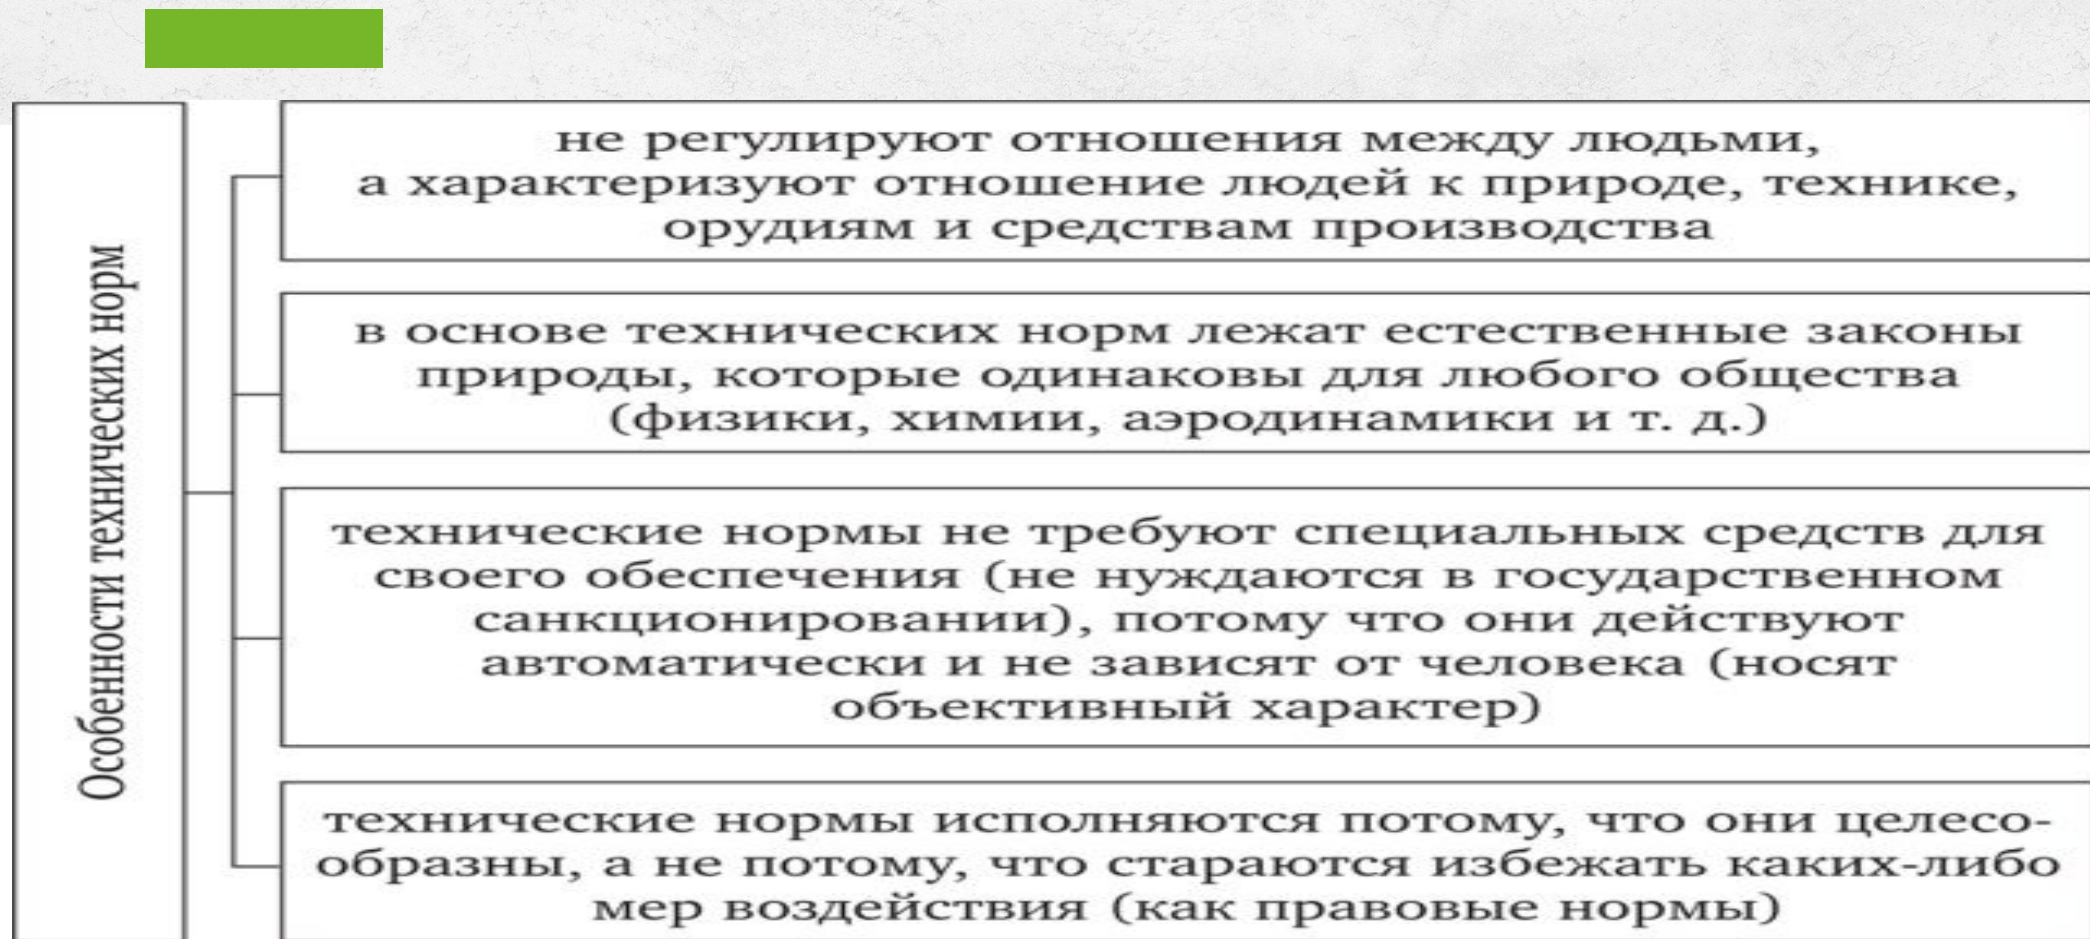 Особенности технических норм
не регулируют отношения между людьми,
а характеризуют отношение людей к природе, технике,
орудиям и средствам производства
в основе технических норм лежат естественные законы
природы, которые одинаковы для любого общества
(физики, химии, аэродинамики и т. д.)
технические нормы не требуют специальных средств для
своего обеспечения (не нуждаются в государственном
санкционировании), потому что они действуют
автоматически и не зависят от человека (носят
объективный характер)
технические нормы исполняются потому, что они целесо-
образны, а не потому, что стараются избежать каких-либо
мер воздействия (как правовые нормы)